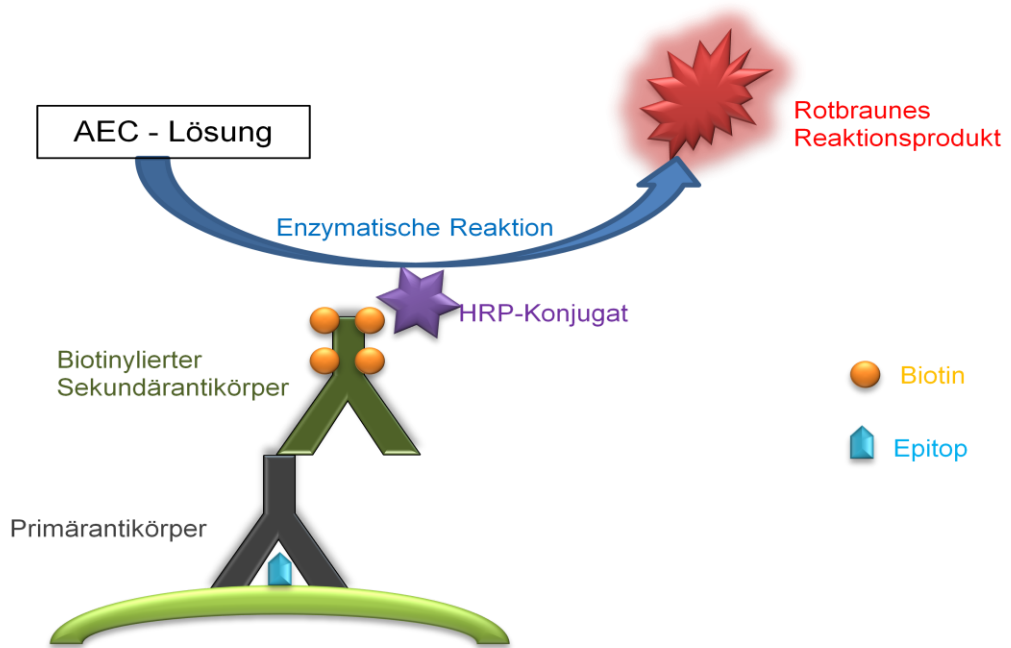 AEC - Lösung
Rotbraunes
Reaktionsprodukt
Enzymatische Reaktion
HRP-Konjugat
Biotinylierter
Sekundärantikörper
Biotin
Epitop
Primärantikörper